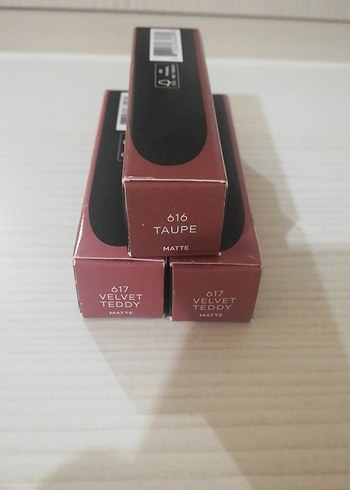 616
TAUPE
MATTE
617
VELVET
TEDDY
MATTE
617
VELVET
TEDDY
MATTE